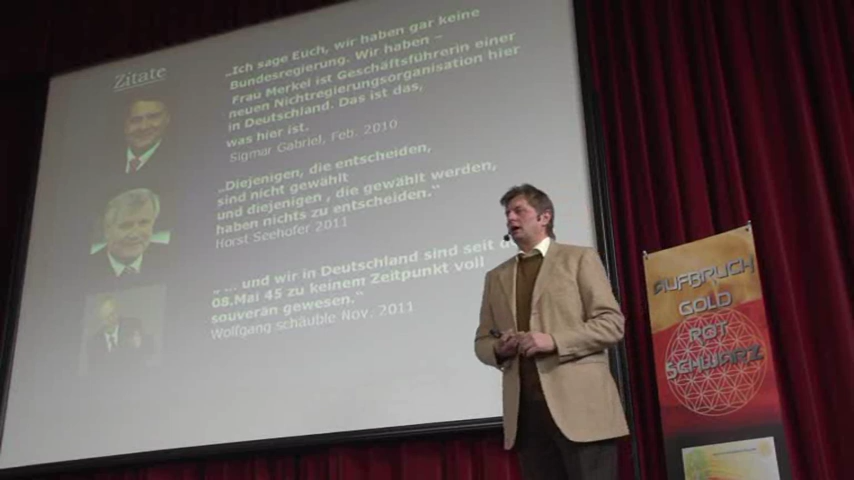 Zitate
„Ich sage Euch, wir haben gar keine
Bundesregierung. Wir haben –
Frau Merkel ist Geschäftsführerin einer
neuen Nichtregierungsorganisation hier
in Deutschland. Das ist das,
was hier ist.
Sigmar Gabriel, Feb. 2010
„Diejenigen, die entscheiden,
sind nicht gewählt
und diejenigen , die gewählt werden,
haben nichts zu entscheiden.“
Horst Seehofer 2011
„ ... und wir in Deutschland sind seit
08.Mai 45 zu keinem Zeitpunkt voll
souverän gewesen.“
Wolfgang schäuble Nov. 2011
AUFBRUCH
GOLD
ROT
SCHWARZ